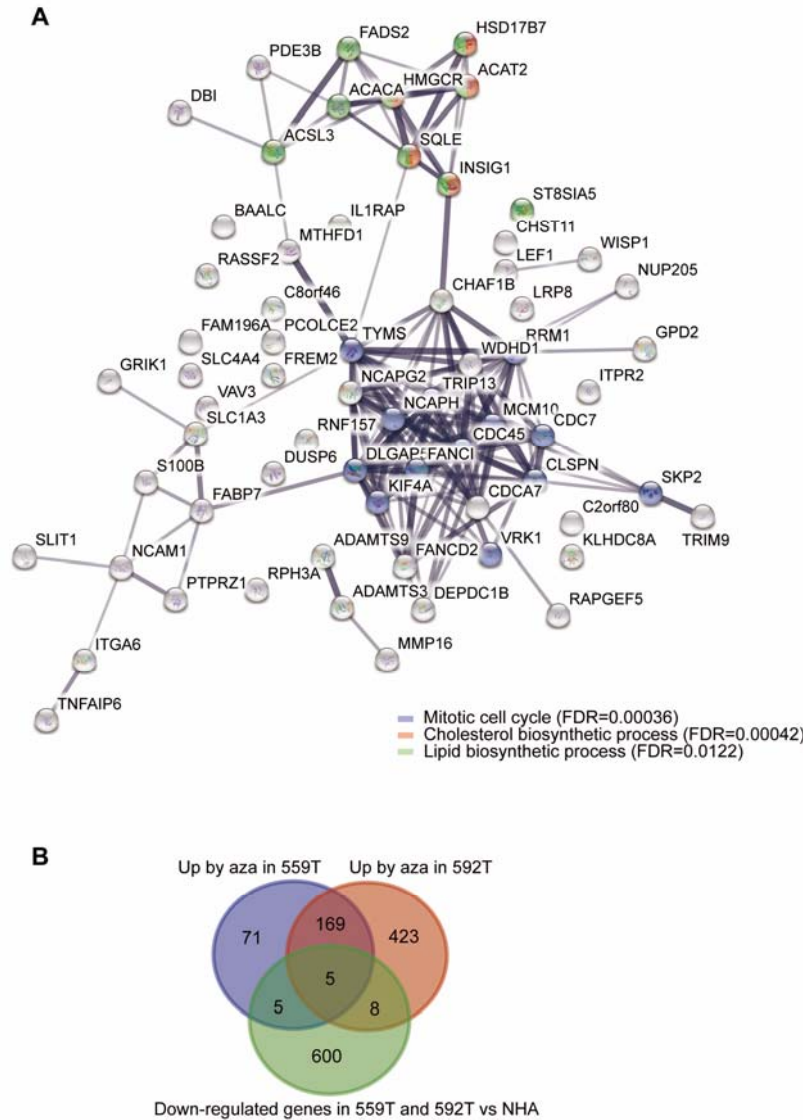 A
HSD17B7
FADS2
PDE3B
ACAT2
HMGCR
ACACA
DBI
SQLE
ACSL3
INSIG1
ST8SIA5
BAALC
IL1RAP
CHST11
MTHFD1
WISP1
LEF1
RASSF2
NUP205
CHAF1B
C8orf46
LRP8
FAM196A
PCOLCE2
TYMS
RRM1
GPD2
WDHD1
SLC4A4
FREM2
GRIK1
NCAPG2
TRIP13
ITPR2
VAV3
NCAPH
MCM10
CDC7
SLC1A3
RNF157
CDC45
S100B
DUSP6
DLGAP5
FANCI
CLSPN
SKP2
FABP7
KIF4A
CDCA7
C2orf80
SLIT1
TRIM9
ADAMTS9
VRK1
KLHDC8A
NCAM1
FANCD2
RPH3A
PTPRZ1
ADAMTS3
DEPDC1B
RAPGEF5
ITGA6
MMP16
TNFAIP6
Mitotic cell cycle (FDR=0.00036)
Cholesterol biosynthetic process (FDR=0.00042)
Lipid biosynthetic process (FDR=0.0122)
B
Up by aza in 559T
Up by aza in 592T
71
169
423
5
5
8
600
Down-regulated genes in 559T and 592T vs NHA